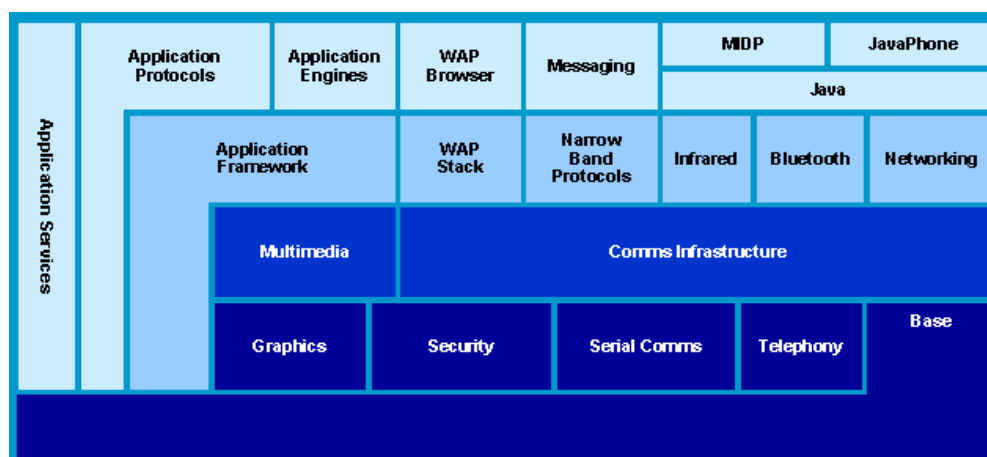 Application Services
Application
Protocols
Application
Engines
WAP
Browser
Messaging
MIDP
JavaPhone
Java
Application
Framework
WAP
Stack
Narrow
Band
Protocols
Infrared
Bluetooth
Networking
Multimedia
Comms Infrastructure
Graphics
Security
Serial Comms
Telephony
Base